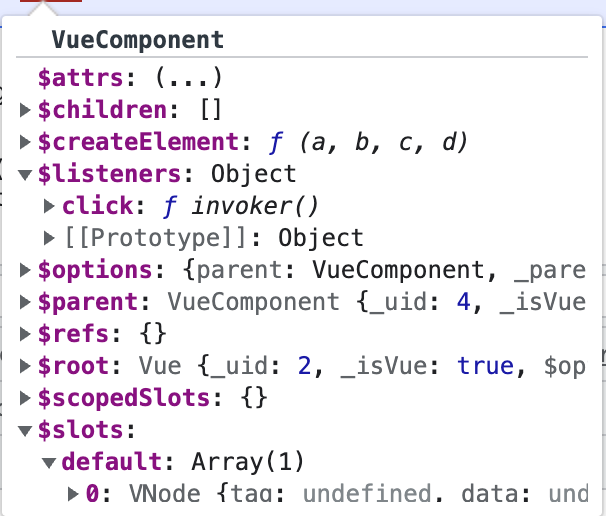 VueComponent
$attrs: (...)
$children: []
$createElement: ƒ (a, b, c, d)
$listeners: Object
click: ƒ invoker()
[[Prototype]]: Object
$options: {parent: VueComponent, _pare
$parent: VueComponent {_uid: 4, _isVue
$refs: {}
$root: Vue {_uid: 2, _isVue: true, $op
$scopedSlots: {}
$slots:
default: Array(1)
0: VNode {tag: undefined, data: und